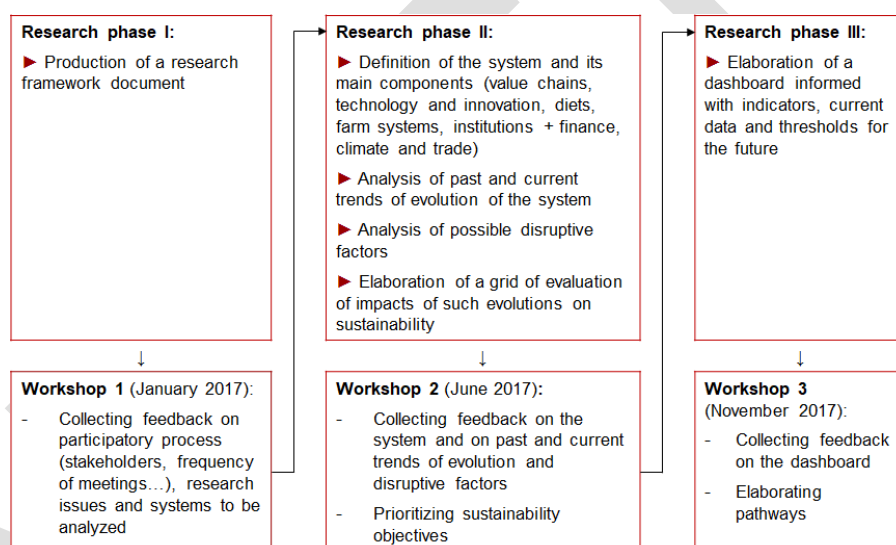 Research phase I:
► Production of a research
framework document
Research phase II:
► Definition of the system and its
main components (value chains,
technology and innovation, diets,
farm systems, institutions + finance,
climate and trade)
► Analysis of past and current
trends of evolution of the system
► Analysis of possible disruptive
factors
► Elaboration of a grid of evaluation
of impacts of such evolutions on
sustainability
Research phase III:
► Elaboration of a
dashboard informed
with indicators, current
data and thresholds for
the future
Workshop 1 (January 2017):
- Collecting feedback on
participatory process
(stakeholders, frequency
of meetings…), research
issues and systems to be
analyzed
Workshop 2 (June 2017):
- Collecting feedback on the
system and on past and current
trends of evolution and
disruptive factors
- Prioritizing sustainability
objectives
Workshop 3
(November 2017):
- Collecting feedback
on the dashboard
- Elaborating
pathways